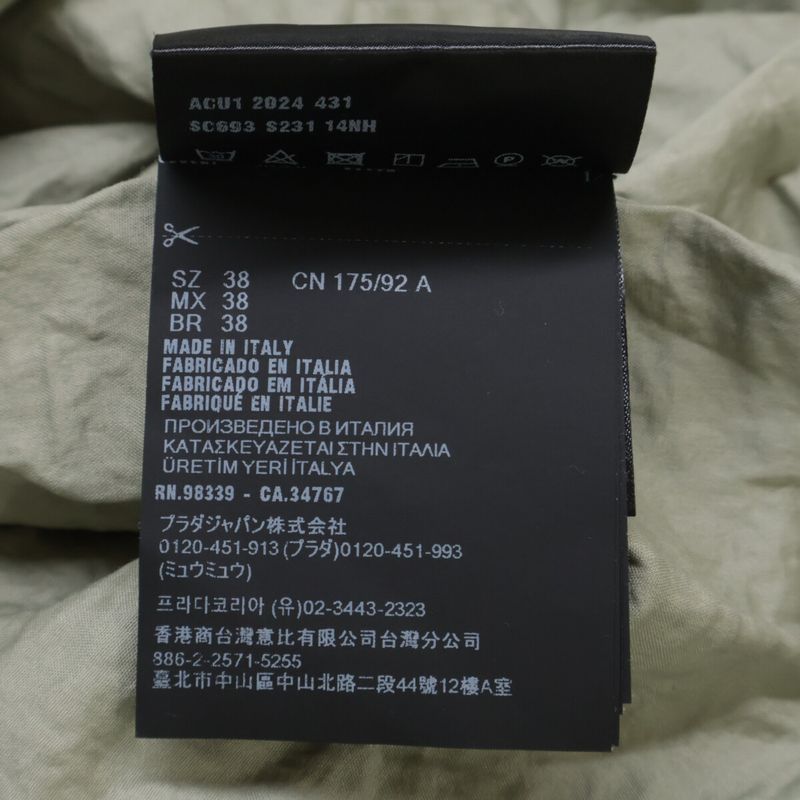 ACU1 2024 431
SC693 S231 14NH
SZ 38 CN 175/92 A
MX 38
BR 38
MADE IN ITALY
FABRICADO EN ITALIA
FABRICADO EM ITÁLIA
FABRIQUÉ EN ITALIE
ПРОИЗВЕДЕНО В ИТАЛИЯ
ΚΑΤΑΣΚΕΥΑΖΕΤΑΙ ΣΤΗΝ ΙΤΑΛΙΑ
ÜRETİM YERİ İTALYA
RN.98339 - CA.34767
プラダジャパン株式会社
0120-451-913 (プラダ)0120-451-993
(ミュウミュウ)
프라다코리아 (유)02-3443-2323
香港商台灣意比有限公司台灣分公司
886-2-2571-5255
臺北市中山區中山北路二段44號12樓A室